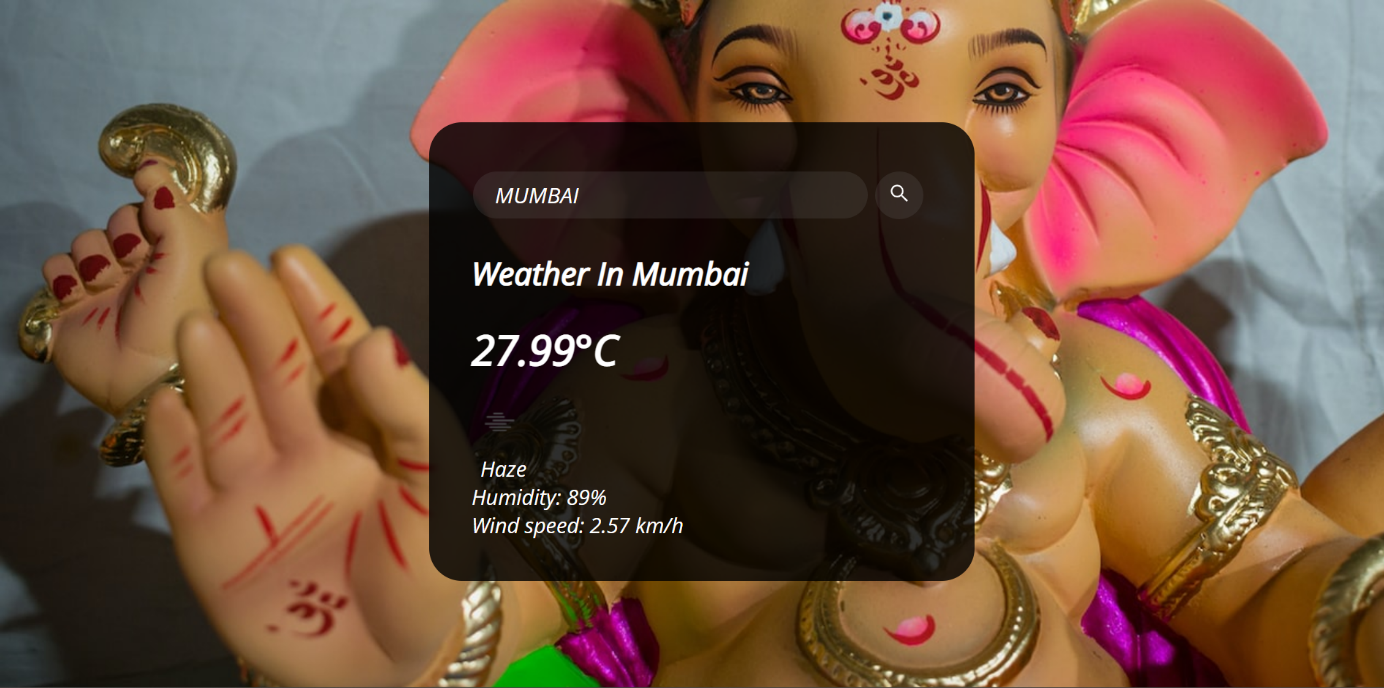 ॐ
MUMBAI
Weather In Mumbai
27.99°C
Haze
Humidity: 89%
Wind speed: 2.57 km/h
ॐ